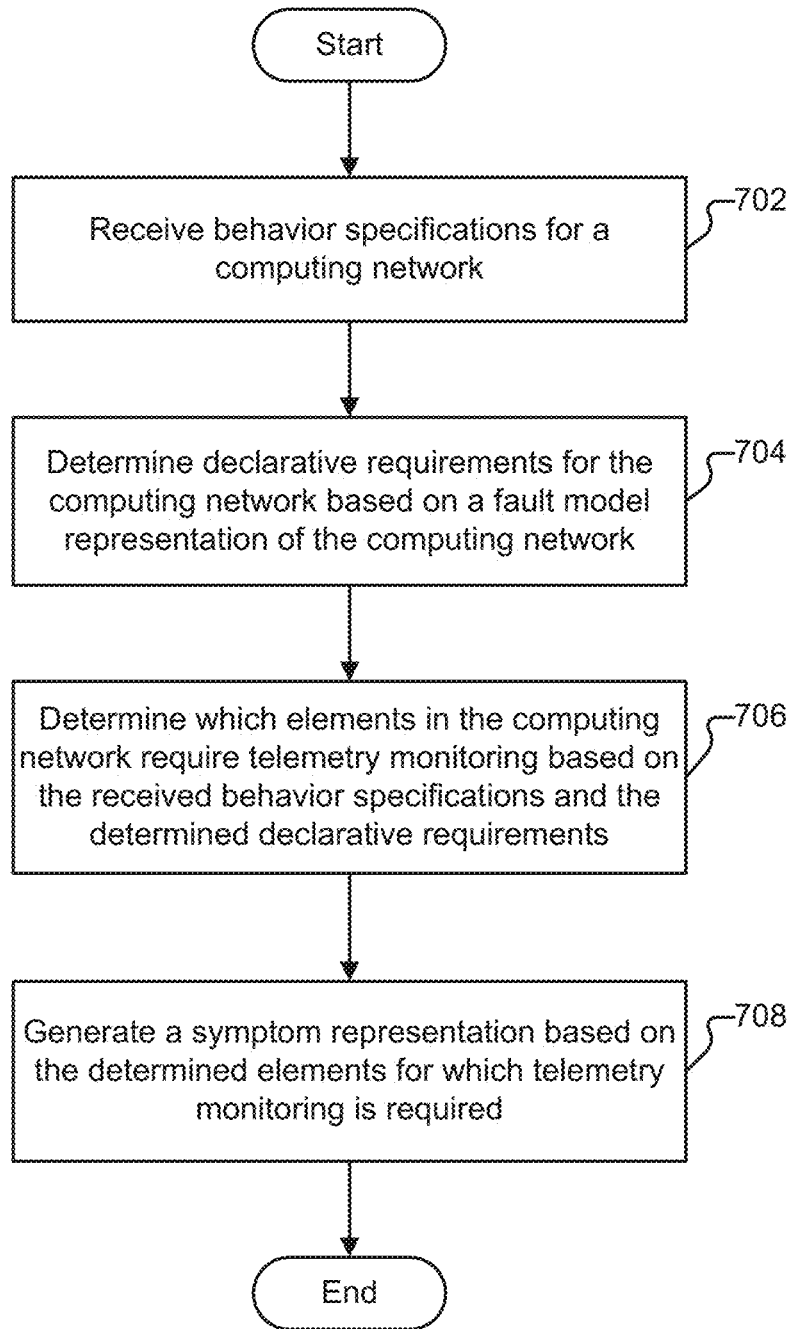 Start
Receive behavior specifications for a
computing network
702
Determine declarative requirements for the
computing network based on a fault model
representation of the computing network
704
Determine which elements in the computing
network require telemetry monitoring based on
the received behavior specifications and the
determined declarative requirements
706
Generate a symptom representation based on
the determined elements for which telemetry
monitoring is required
708
End